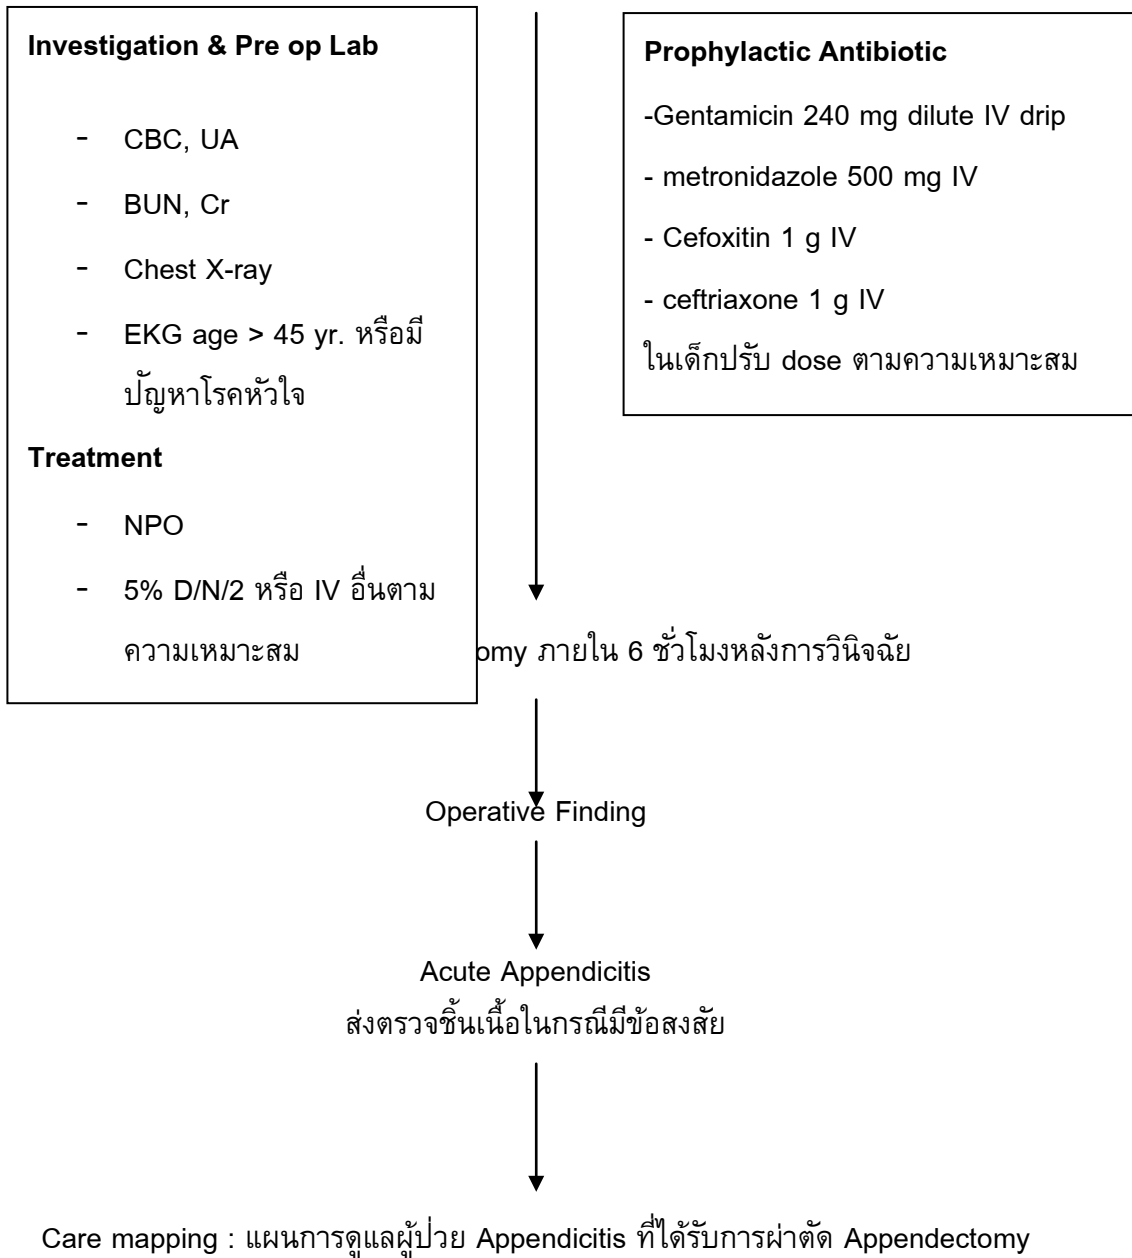 Investigation & Pre op Lab
- CBC, UA
- BUN, Cr
- Chest X-ray
- EKG age > 45 yr. หรือมี
ปัญหาโรคหัวใจ
Treatment
- NPO
- 5% D/N/2 หรือ IV อื่นตาม
ความเหมาะสม
Prophylactic Antibiotic
-Gentamicin 240 mg dilute IV drip
- metronidazole 500 mg IV
- Cefoxitin 1 g IV
- ceftriaxone 1 g IV
ในเด็กปรับ dose ตามความเหมาะสม
omy ภายใน 6 ชั่วโมงหลังการวินิจฉัย
Operative Finding
Acute Appendicitis
ส่งตรวจชิ้นเนื้อในกรณีมีข้อสงสัย
Care mapping : แผนการดูแลผู้ป่วย Appendicitis ที่ได้รับการผ่าตัด Appendectomy